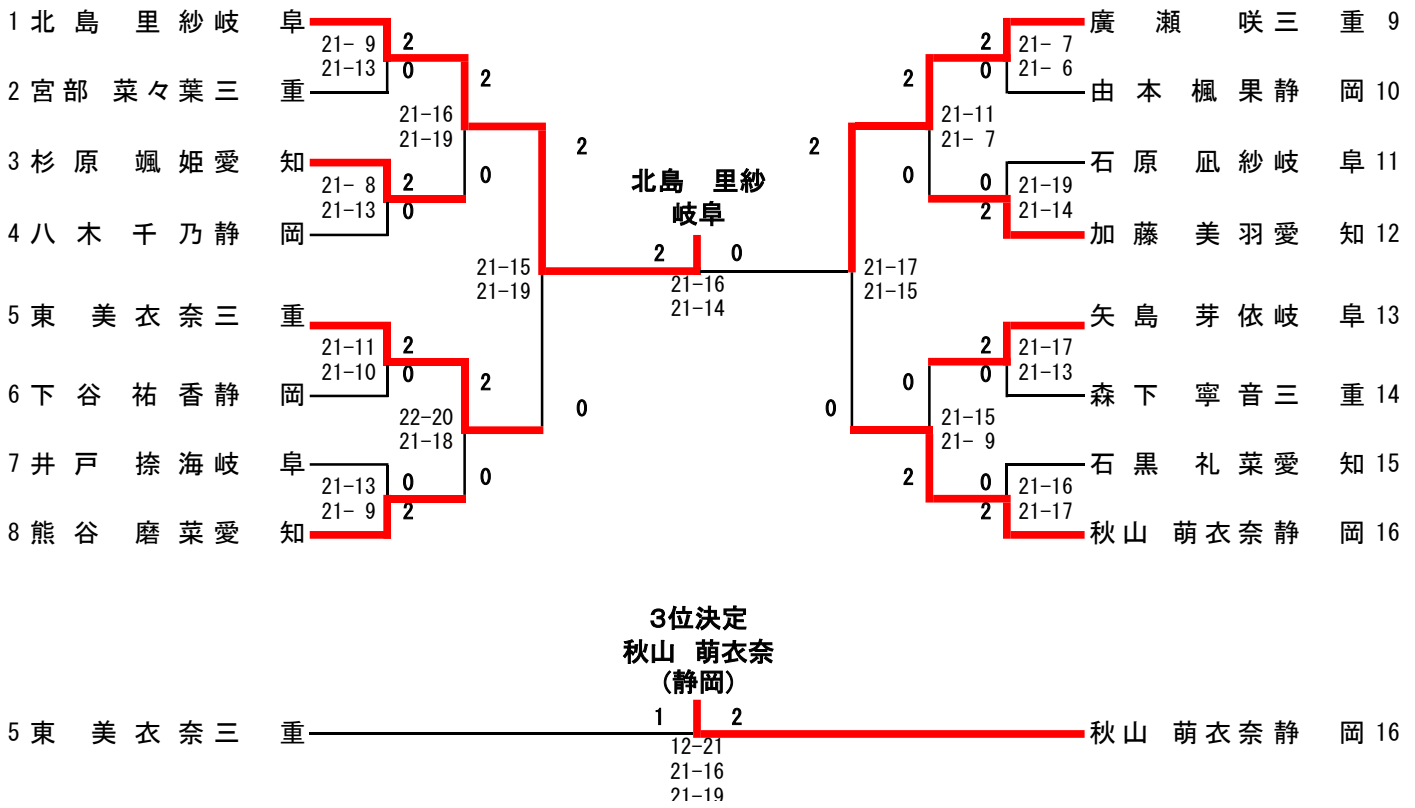 1 北島 里紗 岐阜
21- 9 2
21-13 0
2 宮部 菜々葉 三重
21-16 2
21-19 0
3 杉原 颯姫 愛知
21- 8 2
21-13 0
4 八木 千乃 静岡
21-15 2
21-19 0
5 東 美衣奈 三重
21-11 2
21-10 0
6 下谷 祐香 静岡
22-20 2
21-18 0
7 井戸 捺海 岐阜
21-13 0
21- 9 2
8 熊谷 磨菜 愛知
北島 里紗
岐阜
2 0
21-16
21-14
廣瀬 咲 三重 9
2 21- 7
0 21- 6
由本 楓果 静岡 10
2 21-11
0 21- 7
石原 凪紗 岐阜 11
0 21-19
2 21-14
加藤 美羽 愛知 12
2 21-17
0 21-15
矢島 芽依 岐阜 13
2 21-17
0 21-13
森下 寧音 三重 14
0 21-15
2 21- 9
石黒 礼菜 愛知 15
0 21-16
2 21-17
秋山 萌衣奈 静岡 16
3位決定
秋山 萌衣奈
(静岡)
5 東 美衣奈 三重
1 2
秋山 萌衣奈 静岡 16
12-21
21-16
21-19